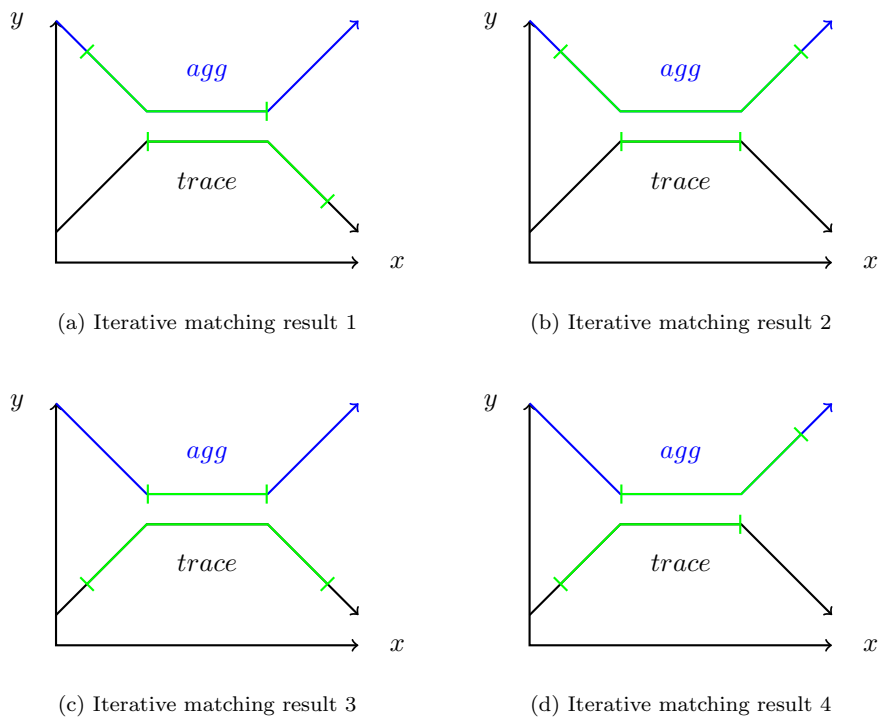 y
agg
trace
x
(a) Iterative matching result 1
y
agg
trace
x
(b) Iterative matching result 2
y
agg
trace
x
(c) Iterative matching result 3
y
agg
trace
x
(d) Iterative matching result 4